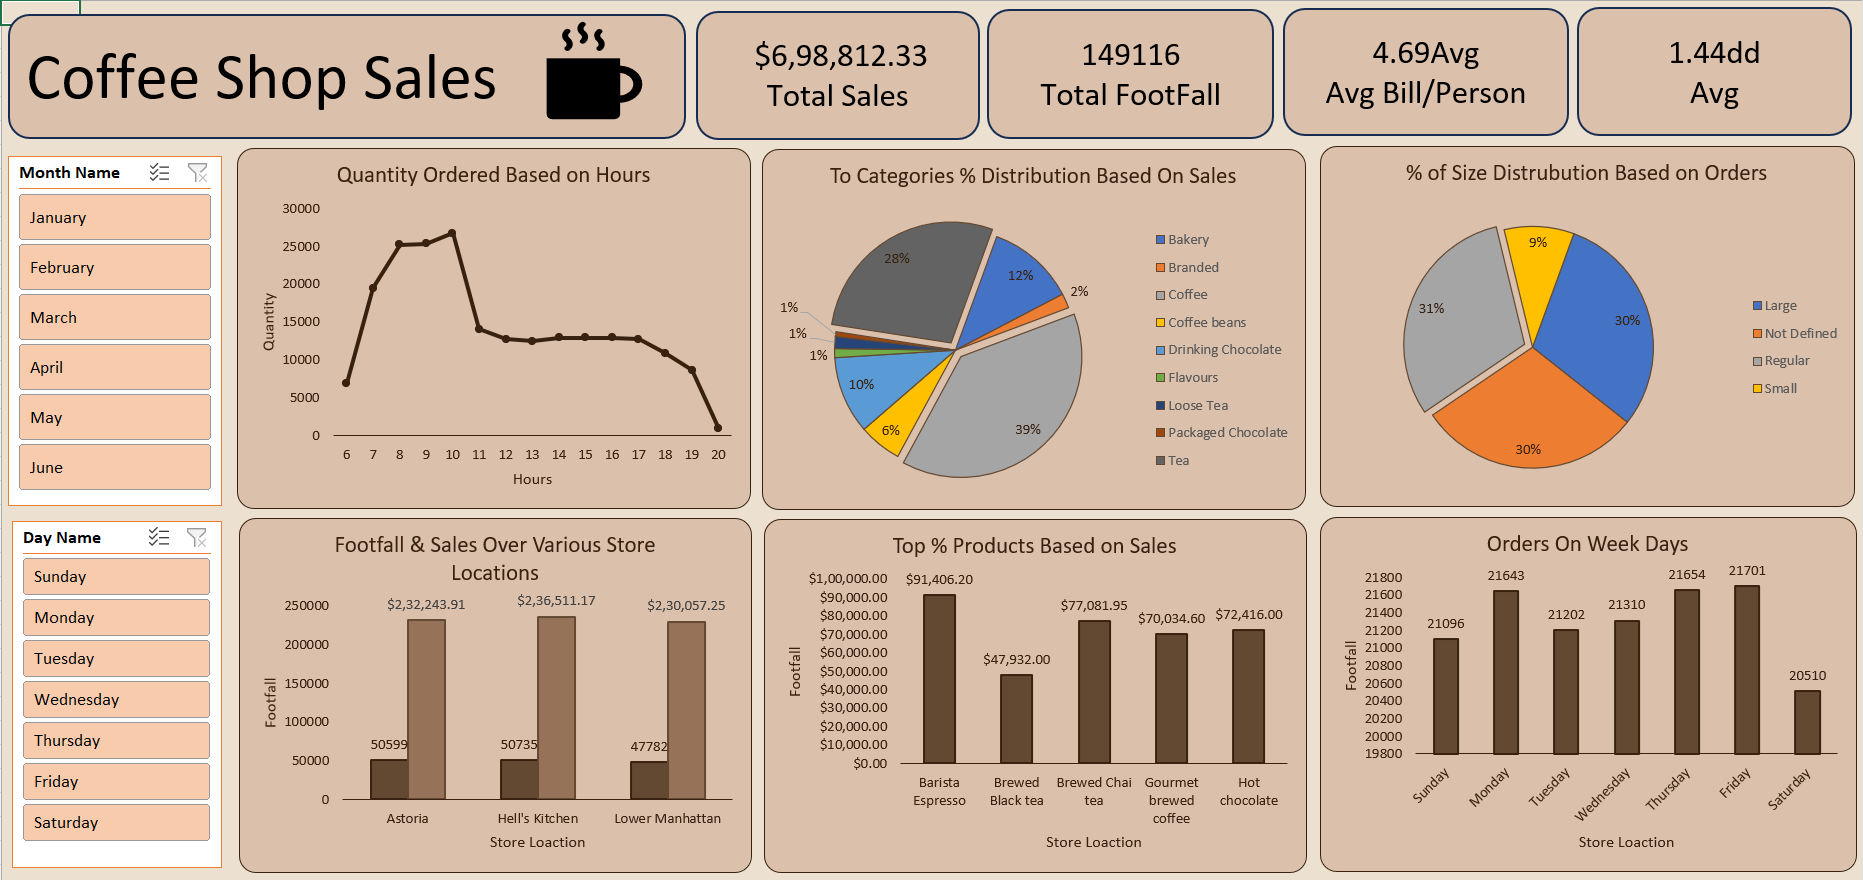 Coffee Shop Sales
$6,98,812.33
Total Sales
149116
Total FootFall
4.69Avg
Avg Bill/Person
1.44dd
Avg
Month Name
January
February
March
April
May
June
Day Name
Sunday
Monday
Tuesday
Wednesday
Thursday
Friday
Saturday
Quantity Ordered Based on Hours
30000
25000
20000
15000
10000
5000
0
Quantity
6 7 8 9 10 11 12 13 14 15 16 17 18 19 20
Hours
To Categories % Distribution Based On Sales
28%
12%
2%
1%
1%
1%
10%
6%
39%
Bakery
Branded
Coffee
Coffee beans
Drinking Chocolate
Flavours
Loose Tea
Packaged Chocolate
Tea
% of Size Distrubution Based on Orders
9%
31%
30%
30%
Large
Not Defined
Regular
Small
Footfall & Sales Over Various Store
Locations
250000
200000
150000
100000
50000
0
Footfall
$2,32,243.91
$2,36,511.17
$2,30,057.25
50599
50735
47782
Astoria
Hell's Kitchen
Lower Manhattan
Store Loaction
Top % Products Based on Sales
$1,00,000.00
$90,000.00
$80,000.00
$70,000.00
$60,000.00
$50,000.00
$40,000.00
$30,000.00
$20,000.00
$10,000.00
$0.00
Footfall
$91,406.20
$47,932.00
$77,081.95
$70,034.60
$72,416.00
Barista
Espresso
Brewed
Black tea
Brewed Chai
tea
Gourmet
brewed
coffee
Hot
chocolate
Store Loaction
Orders On Week Days
21800
21600
21400
21200
21000
20800
20600
20400
20200
20000
19800
Footfall
21096
21643
21202
21310
21654
21701
20510
Sunday
Monday
Tuesday
Wednesday
Thursday
Friday
Saturday
Store Loaction